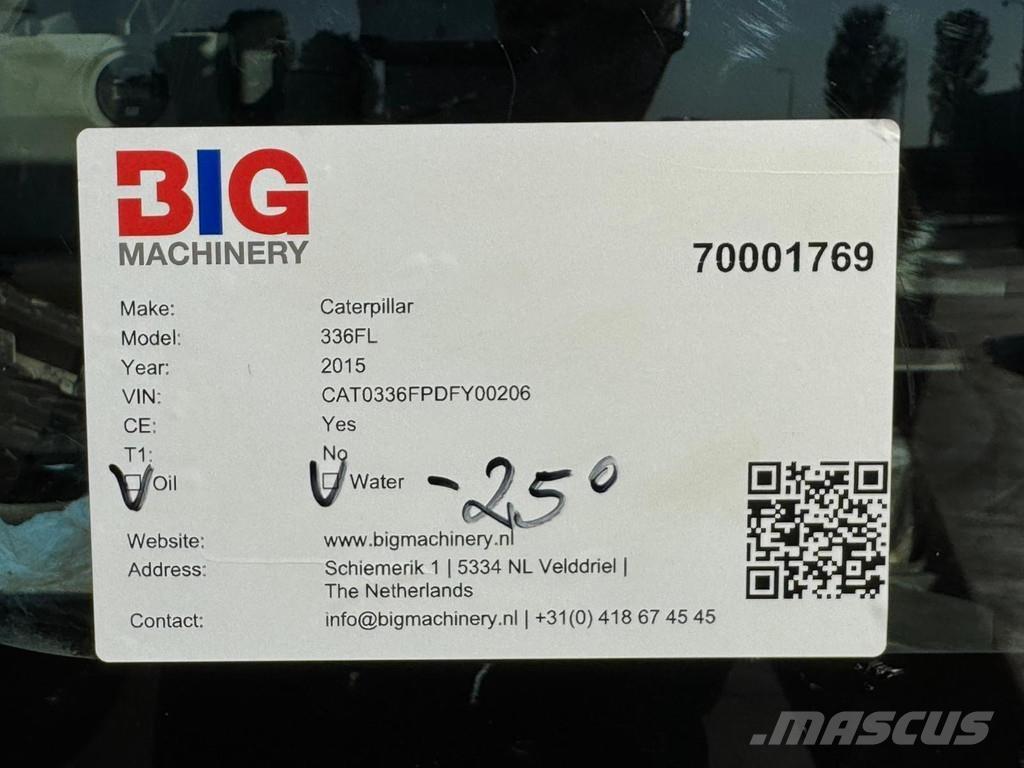 BIG
MACHINERY
70001769
Make: Caterpillar
Model: 336FL
Year: 2015
VIN: CAT0336FPDFY00206
CE: Yes
T1: No
Oil Water -25°
Website: www.bigmachinery.nl
Address: Schiemerik 1 | 5334 NL Velddriel |
The Netherlands
Contact: info@bigmachinery.nl | +31(0) 418 67 45 45
.MASCUS